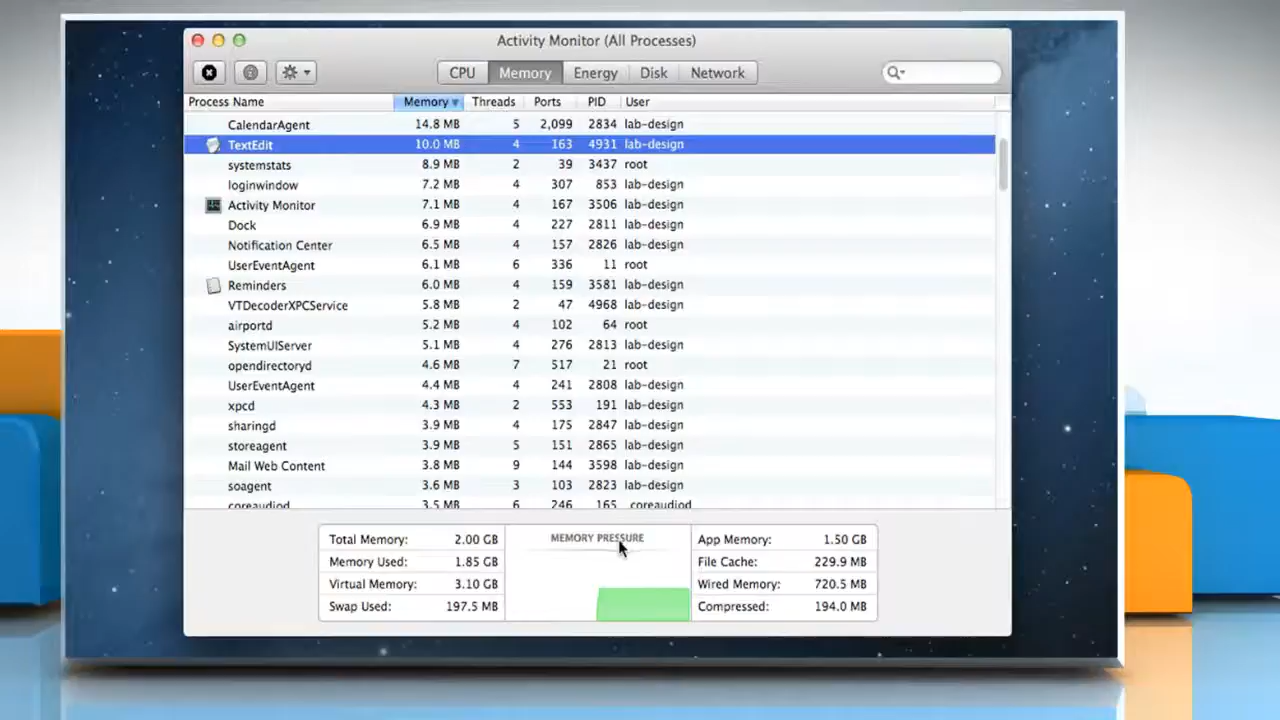 Activity Monitor (All Processes)
CPU Memory Energy Disk Network
Process Name Memory Threads Ports PID User
CalendarAgent 14.8 MB 5 2,099 2834 lab-design
TextEdit 10.0 MB 4 163 4931 lab-design
systemstats 8.9 MB 2 39 3437 root
loginwindow 7.2 MB 4 307 853 lab-design
Activity Monitor 7.1 MB 4 167 3506 lab-design
Dock 6.9 MB 4 227 2811 lab-design
Notification Center 6.5 MB 4 157 2826 lab-design
UserEventAgent 6.1 MB 6 336 11 root
Reminders 6.0 MB 4 159 3581 lab-design
VTDecoderXPCService 5.8 MB 2 47 4968 lab-design
airportd 5.2 MB 4 102 64 root
SystemUIServer 5.1 MB 4 276 2813 lab-design
opendirectoryd 4.6 MB 7 517 21 root
UserEventAgent 4.4 MB 4 241 2808 lab-design
xpcd 4.3 MB 2 553 191 lab-design
sharingd 3.9 MB 4 175 2847 lab-design
storeagent 3.9 MB 5 151 2865 lab-design
Mail Web Content 3.8 MB 9 144 3598 lab-design
soagent 3.6 MB 3 103 2823 lab-design
coreaudiod 3.5 MB 6 246 165 _coreaudiod
Total Memory: 2.00 GB
Memory Used: 1.85 GB
Virtual Memory: 3.10 GB
Swap Used: 197.5 MB
MEMORY PRESSURE
App Memory: 1.50 GB
File Cache: 229.9 MB
Wired Memory: 720.5 MB
Compressed: 194.0 MB